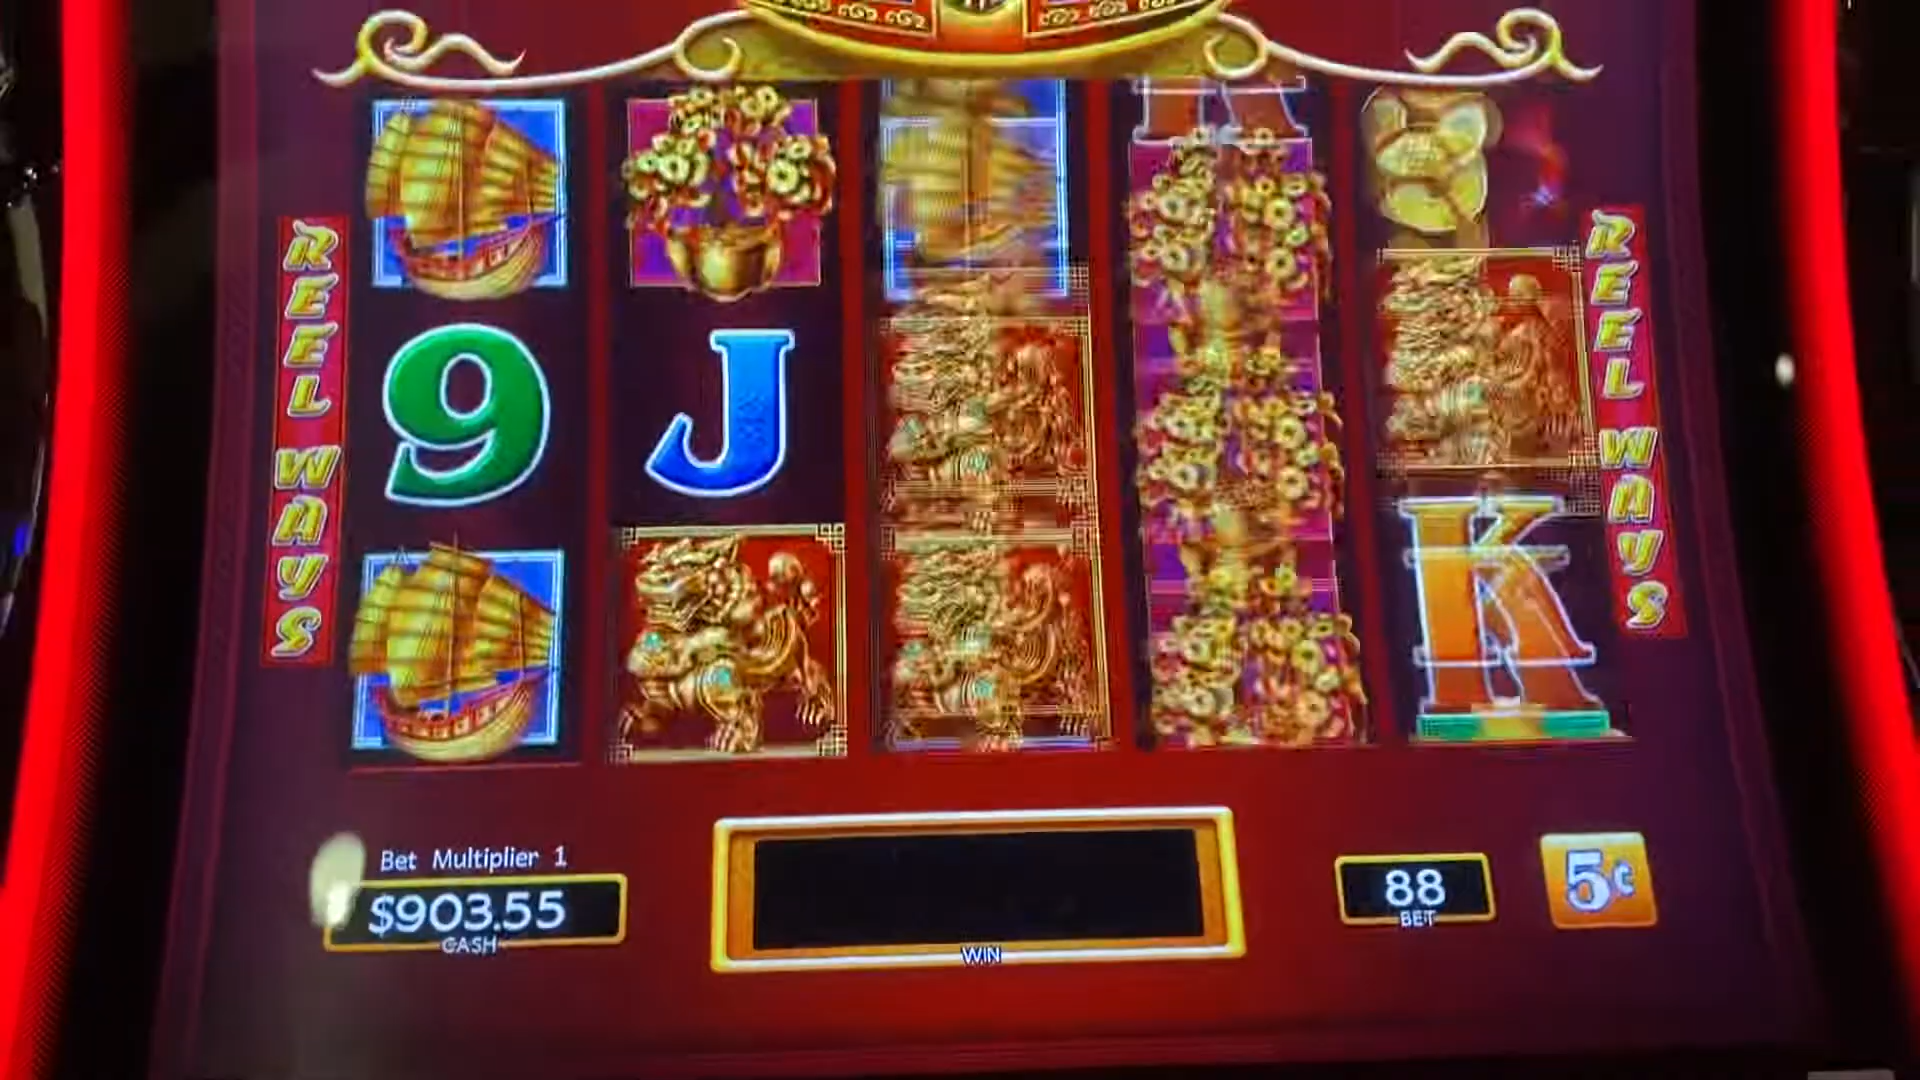 REEL WAYS
REEL WAYS
9
J
K
Bet Multiplier 1
$903.55
CASH
WIN
88
BET
5¢